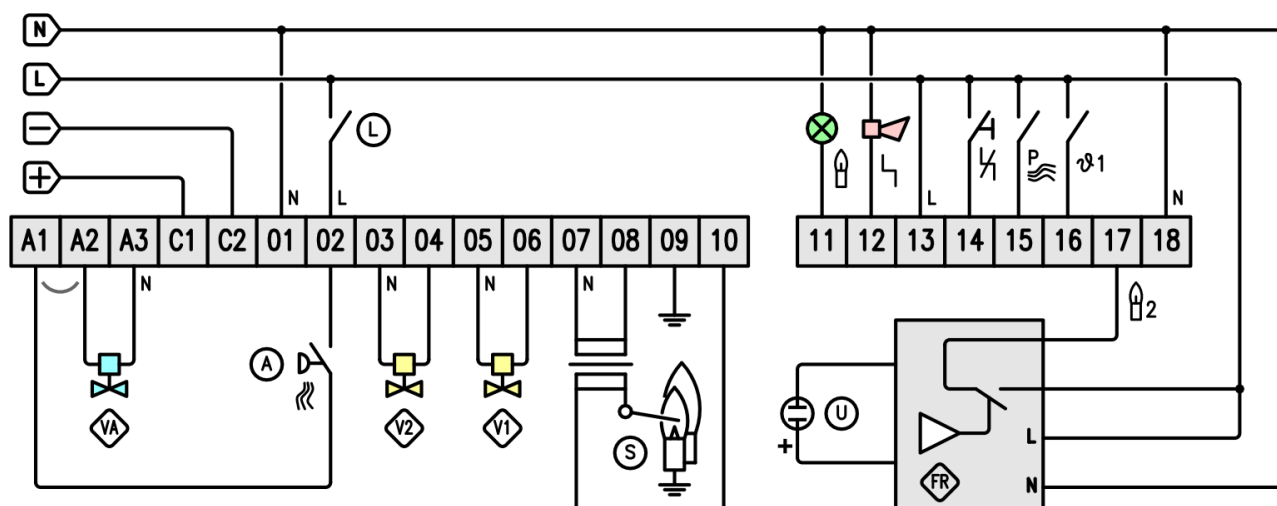 N
L
−
+
L
N L L N
P ϑ1
A1 A2 A3 C1 C2 01 02 03 04 05 06 07 08 09 10 11 12 13 14 15 16 17 18
N N N N
2
A
VA V2 V1 S + U L
FR N